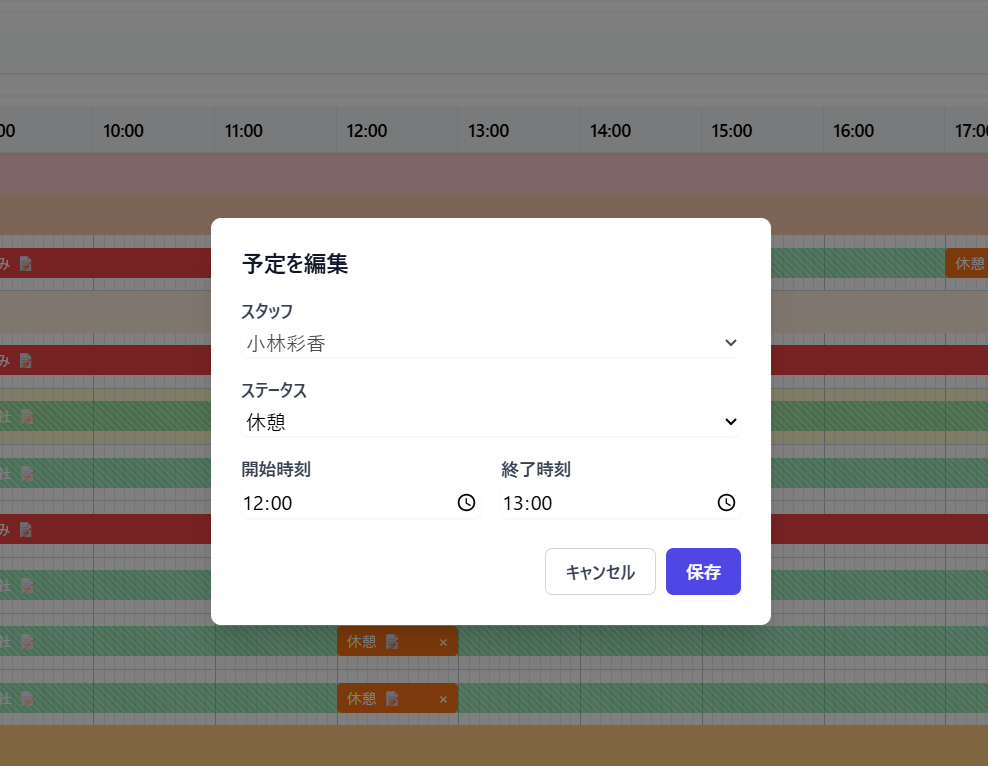 00
10:00
11:00
12:00
13:00
14:00
15:00
16:00
17:00
予定を編集
み
休憩
スタッフ
小林彩香
み
ステータス
社
休憩
開始時刻
終了時刻
社
12:00
13:00
み
キャンセル
保存
社
社
休憩
×
社
休憩
×